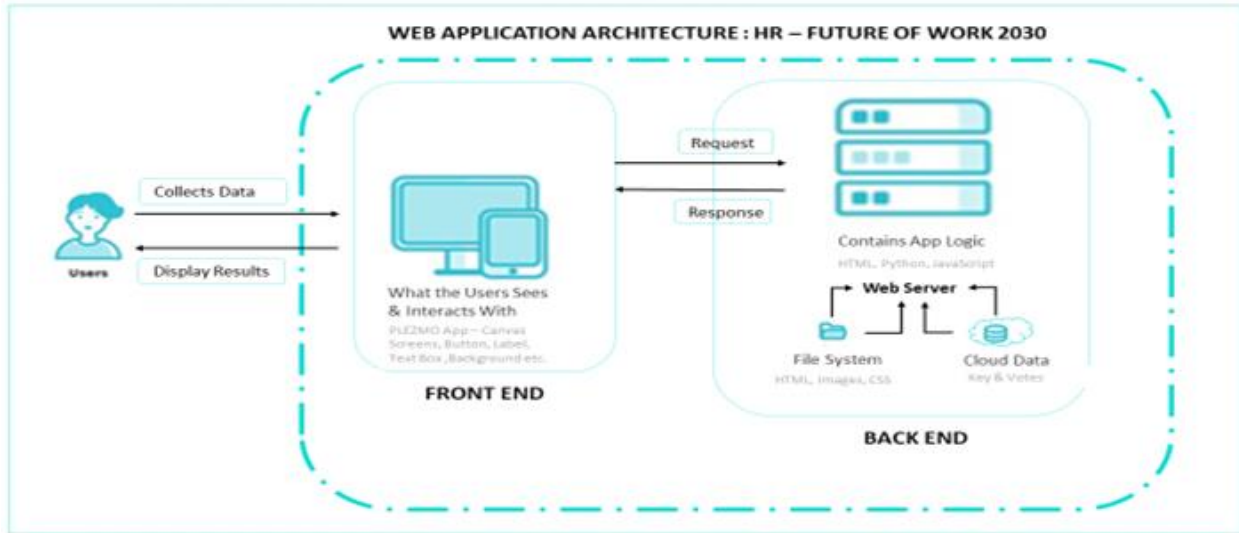 WEB APPLICATION ARCHITECTURE : HR – FUTURE OF WORK 2030
Collects Data
Users
Display Results
What the Users Sees
& Interacts With
PLEZMO App – Canvas
Screens, Button, Label,
Text Box ,Background etc.
FRONT END
Request
Response
Contains App Logic
HTML, Python, JavaScript
Web Server
File System
HTML, Images, CSS
Cloud Data
Key & Votes
BACK END